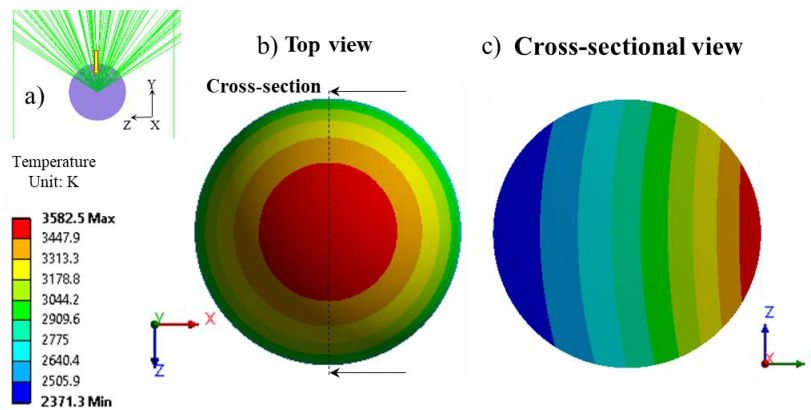 a)
Y
Z
X
b) Top view
c) Cross-sectional view
Cross-section
Temperature
Unit: K
3582.5 Max
3447.9
3313.3
3178.8
3044.2
2909.6
2775
2640.4
2505.9
2371.3 Min
Y
X
Z
Z
X